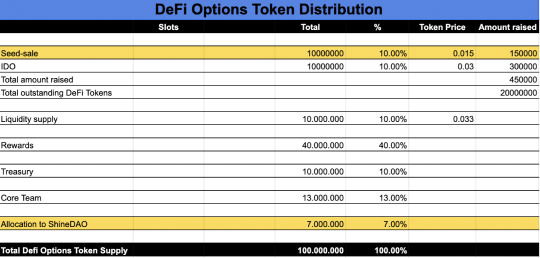 DeFi Options Token Distribution
Slots Total % Token Price Amount raised
Seed-sale 10000000 10.00% 0.015 150000
IDO 10000000 10.00% 0.03 300000
Total amount raised 450000
Total outstanding DeFi Tokens 20000000
Liquidity supply 10.000.000 10.00% 0.033
Rewards 40.000.000 40.00%
Treasury 10.000.000 10.00%
Core Team 13.000.000 13.00%
Allocation to ShineDAO 7.000.000 7.00%
Total Defi Options Token Supply 100.000.000 100.00%